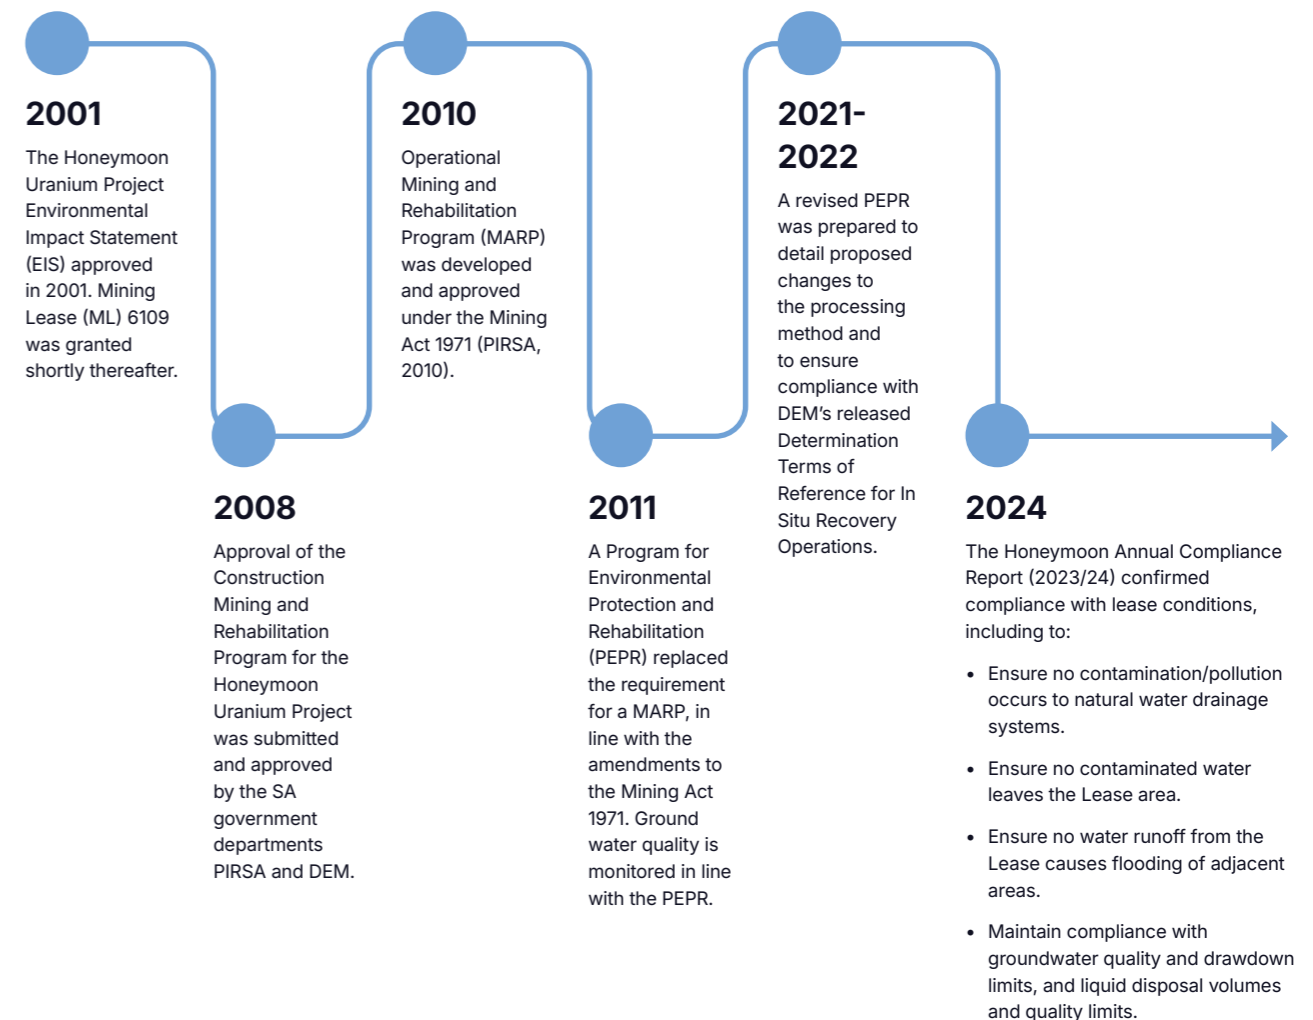 2001
The Honeymoon
Uranium Project
Environmental
Impact Statement
(EIS) approved
in 2001. Mining
Lease (ML) 6109
was granted
shortly thereafter.
2008
Approval of the
Construction
Mining and
Rehabilitation
Program for the
Honeymoon
Uranium Project
was submitted
and approved
by the SA
government
departments
PIRSA and DEM.
2010
Operational
Mining and
Rehabilitation
Program (MARP)
was developed
and approved
under the Mining
Act 1971 (PIRSA,
2010).
2011
A Program for
Environmental
Protection and
Rehabilitation
(PEPR) replaced
the requirement
for a MARP, in
line with the
amendments to
the Mining Act
1971. Ground
water quality is
monitored in line
with the PEPR.
2021-
2022
A revised PEPR
was prepared to
detail proposed
changes to
the processing
method and
to ensure
compliance with
DEM’s released
Determination
Terms of
Reference for In
Situ Recovery
Operations.
2024
The Honeymoon Annual Compliance
Report (2023/24) confirmed
compliance with lease conditions,
including to:
• Ensure no contamination/pollution
occurs to natural water drainage
systems.
• Ensure no contaminated water
leaves the Lease area.
• Ensure no water runoff from the
Lease causes flooding of adjacent
areas.
• Maintain compliance with
groundwater quality and drawdown
limits, and liquid disposal volumes
and quality limits.